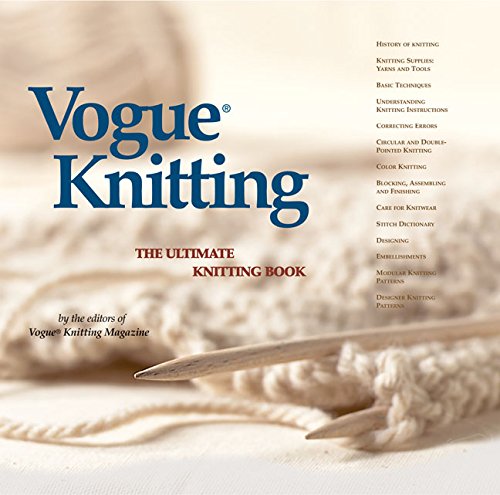 Vogue®
Knitting
THE ULTIMATE
KNITTING BOOK
by the editors of
Vogue® Knitting Magazine
HISTORY OF KNITTING
KNITTING SUPPLIES:
YARNS AND TOOLS
BASIC TECHNIQUES
UNDERSTANDING
KNITTING INSTRUCTIONS
CORRECTING ERRORS
CIRCULAR AND DOUBLE-
POINTED KNITTING
COLOR KNITTING
BLOCKING, ASSEMBLING
AND FINISHING
CARE FOR KNITWEAR
STITCH DICTIONARY
DESIGNING
EMBELLISHMENTS
MODULAR KNITTING
PATTERNS
DESIGNER KNITTING
PATTERNS